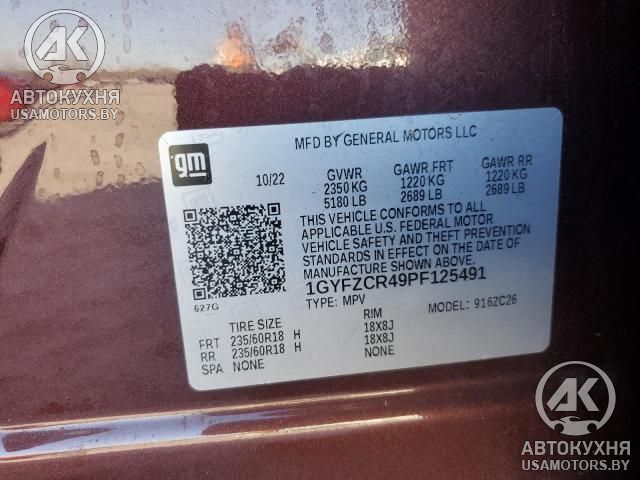 AK
АВТОКУХНЯ
USAMOTORS.BY
gm
MFD BY GENERAL MOTORS LLC
10/22
GVWR GAWR FRT GAWR RR
2350 KG 1220 KG 1220 KG
5180 LB 2689 LB 2689 LB
THIS VEHICLE CONFORMS TO ALL
APPLICABLE U.S. FEDERAL MOTOR
VEHICLE SAFETY AND THEFT PREVENTION
STANDARDS IN EFFECT ON THE DATE OF
MANUFACTURE SHOWN ABOVE.
1GYFZCR49PF125491
627G
TYPE: MPV MODEL: 916ZC26
TIRE SIZE RIM
FRT 235/60R18 H 18X8J
RR 235/60R18 H 18X8J
SPA NONE NONE
AK
АВТОКУХНЯ
USAMOTORS.BY